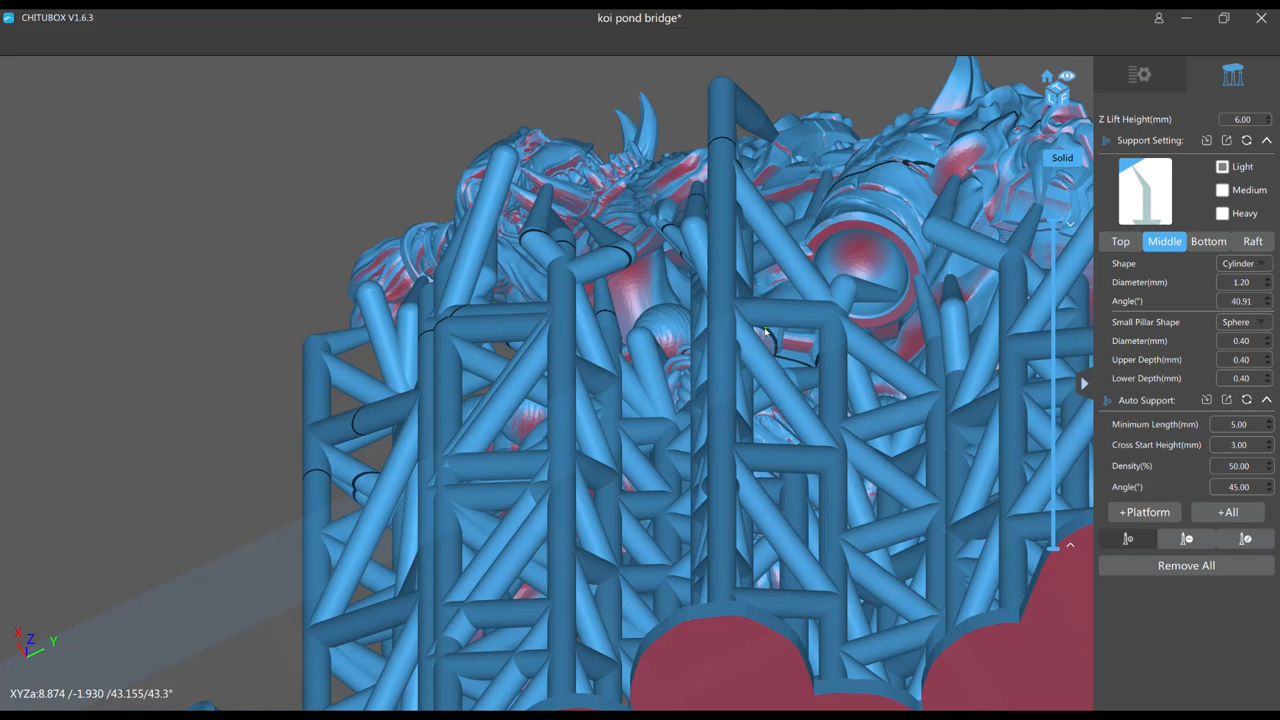 CHITUBOX V1.6.3
koi pond bridge*
Z Lift Height(mm) 6.00
Support Setting:
Solid
Light
Medium
Heavy
Top Middle Bottom Raft
Shape Cylinder
Diameter(mm) 1.20
Angle(°) 40.91
Small Pillar Shape Sphere
Diameter(mm) 0.40
Upper Depth(mm) 0.40
Lower Depth(mm) 0.40
Auto Support:
Minimum Length(mm) 5.00
Cross Start Height(mm) 3.00
Density(%) 50.00
Angle(°) 45.00
+Platform +All
Remove All
X
Z
Y
XYZa:8.874 /-1.930 /43.155/43.3°